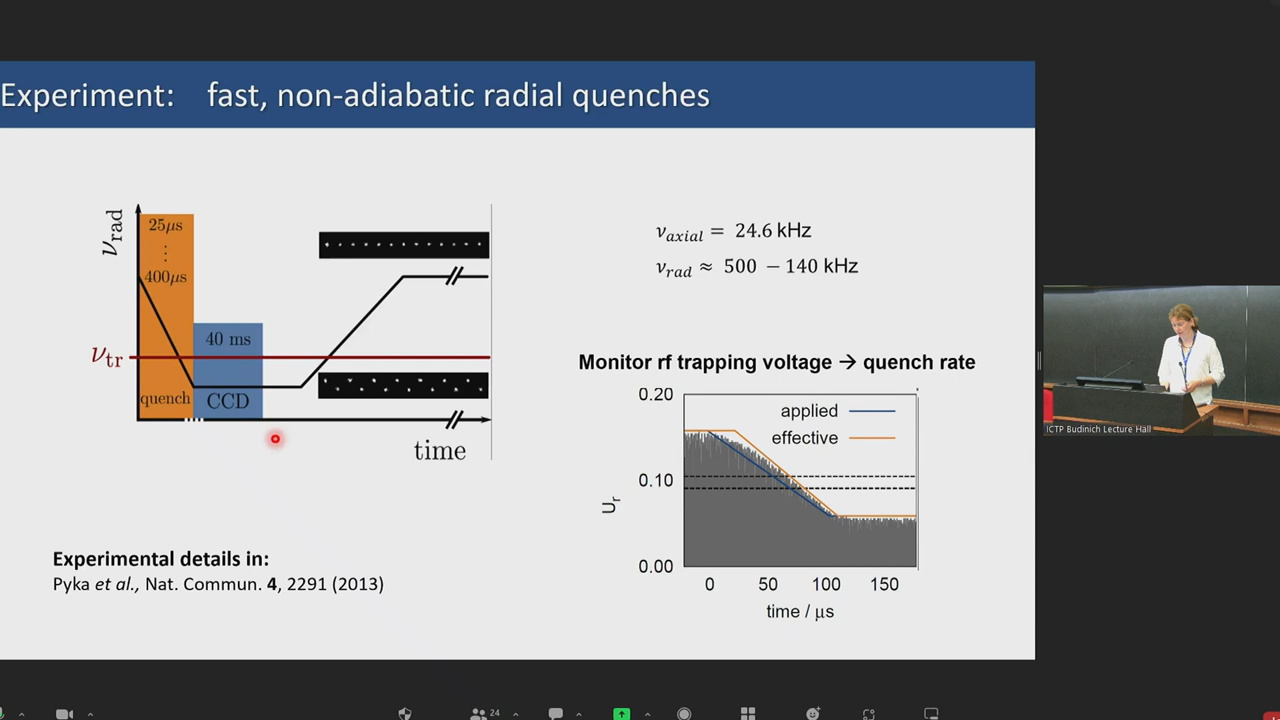 Experiment: fast, non-adiabatic radial quenches
ν_rad
25μs
⋮
400μs
ν_tr
40 ms
quench
CCD
time
ν_axial = 24.6 kHz
ν_rad ≈ 500 − 140 kHz
Monitor rf trapping voltage → quench rate
0.20
applied
effective
0.10
U_r
0.00
0 50 100 150
time / μs
Experimental details in:
Pyka et al., Nat. Commun. 4, 2291 (2013)
ICTP Budinich Lecture Hall
24